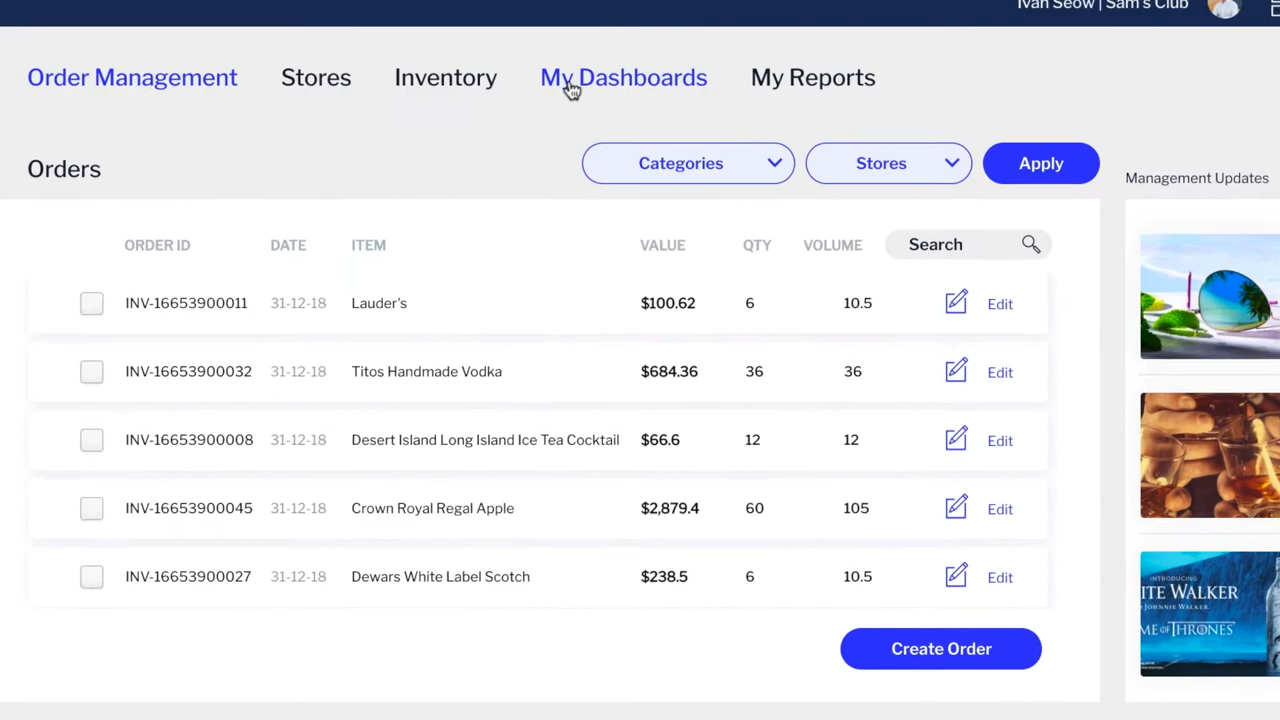 Ivan Seow | Sam's Club
Order Management Stores Inventory My Dashboards My Reports
Orders Categories Stores Apply
Management Updates
ORDER ID DATE ITEM VALUE QTY VOLUME Search
INV-16653900011 31-12-18 Lauder's $100.62 6 10.5 Edit
INV-16653900032 31-12-18 Titos Handmade Vodka $684.36 36 36 Edit
INV-16653900008 31-12-18 Desert Island Long Island Ice Tea Cocktail $66.6 12 12 Edit
INV-16653900045 31-12-18 Crown Royal Regal Apple $2,879.4 60 105 Edit
INV-16653900027 31-12-18 Dewars White Label Scotch $238.5 6 10.5 Edit
Create Order
INTRODUCING
ITE WALKER
JOHNNIE WALKER
ME OF THRONES